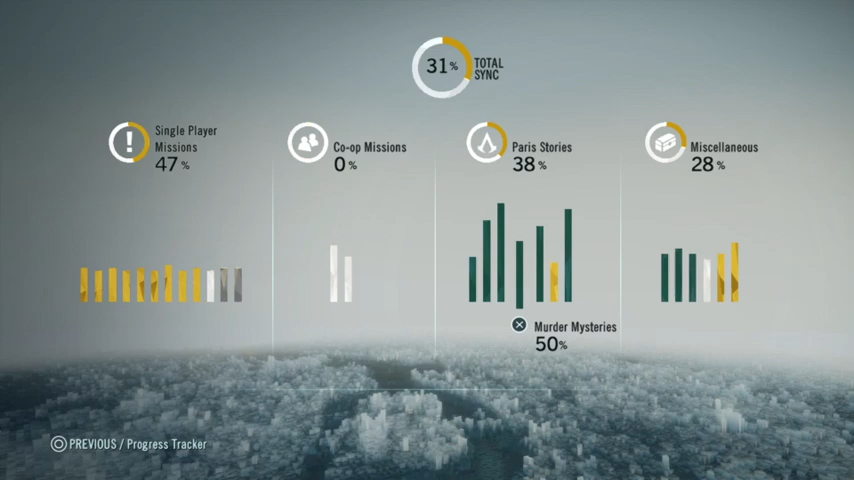 31%
TOTAL
SYNC
Single Player
Missions
47%
Co-op Missions
0%
Paris Stories
38%
Miscellaneous
28%
Murder Mysteries
50%
PREVIOUS / Progress Tracker